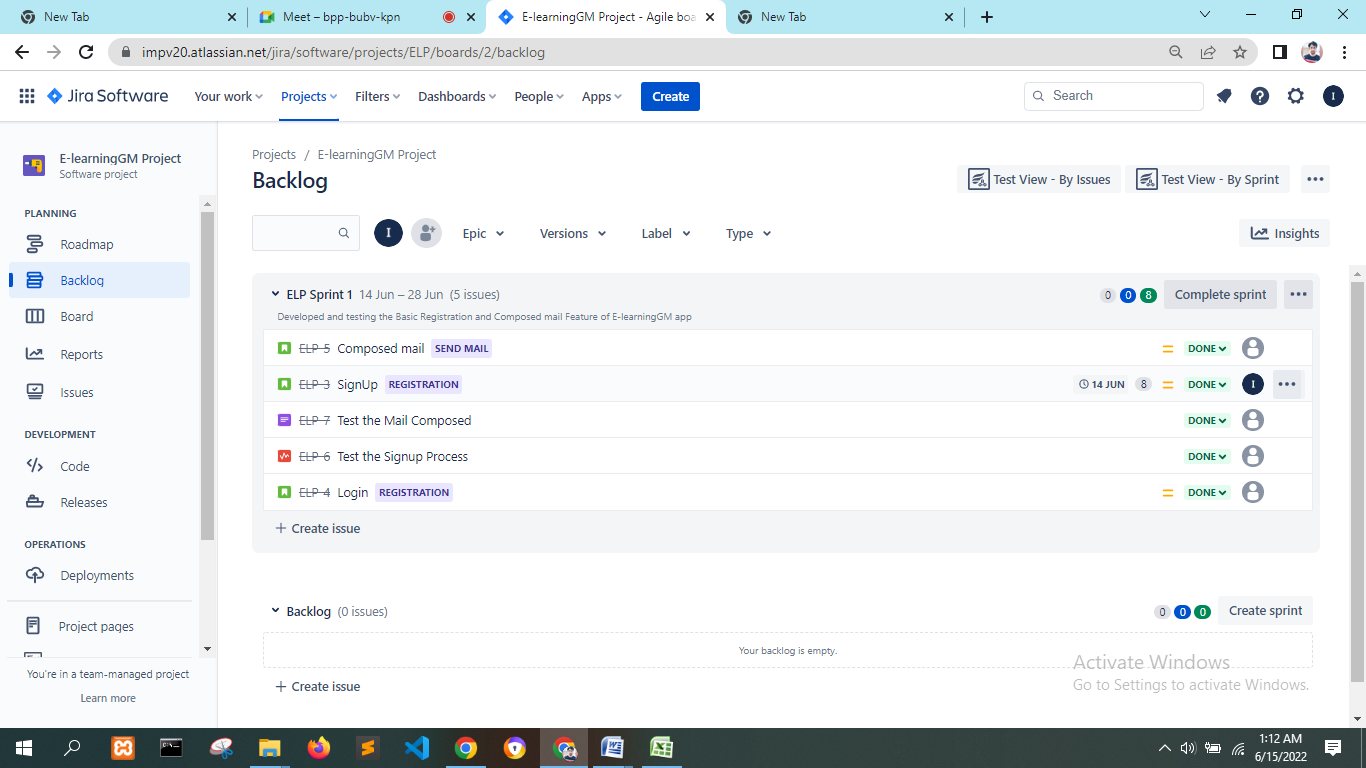 New Tab
Meet – bpp-bubv-kpn
E-learningGM Project - Agile boa
New Tab
impv20.atlassian.net/jira/software/projects/ELP/boards/2/backlog
Jira Software
Your work
Projects
Filters
Dashboards
People
Apps
Create
Search
I
E-learningGM Project
Software project
PLANNING
Roadmap
Backlog
Board
Reports
Issues
DEVELOPMENT
Code
Releases
OPERATIONS
Deployments
Project pages
You're in a team-managed project
Learn more
Projects / E-learningGM Project
Backlog
Test View - By Issues
Test View - By Sprint
I
Epic
Versions
Label
Type
Insights
ELP Sprint 1 14 Jun – 28 Jun (5 issues)
0 0 8
Complete sprint
Developed and testing the Basic Registration and Composed mail Feature of E-learningGM app
ELP-5 Composed mail SEND MAIL DONE
ELP-3 SignUp REGISTRATION 14 JUN 8 DONE I
ELP-7 Test the Mail Composed DONE
ELP-6 Test the Signup Process DONE
ELP-4 Login REGISTRATION DONE
+ Create issue
Backlog (0 issues)
0 0 0
Create sprint
Your backlog is empty.
+ Create issue
Activate Windows
Go to Settings to activate Windows.
1:12 AM
6/15/2022